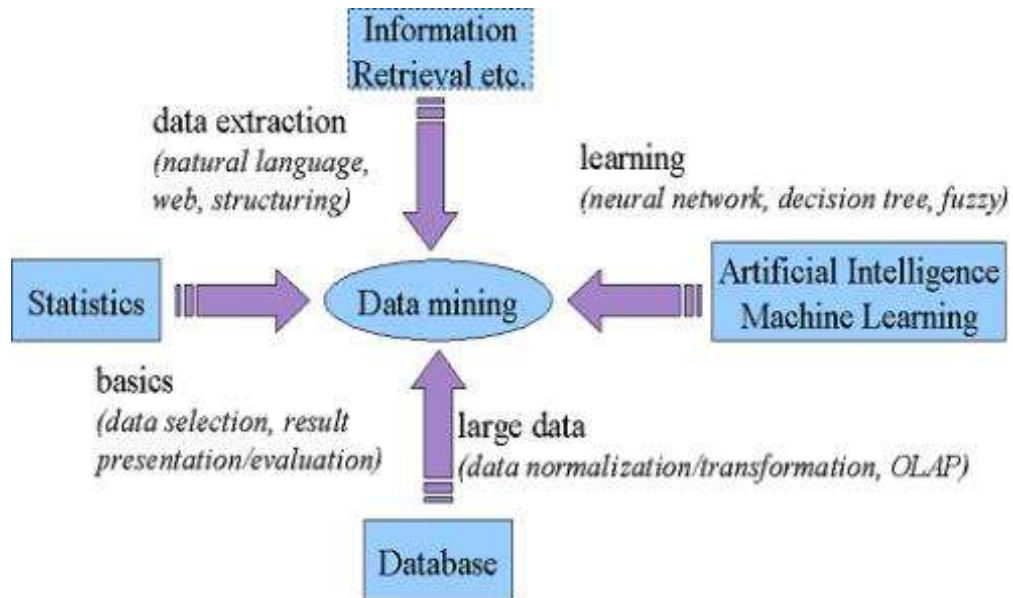 Information
Retrieval etc.
data extraction
(natural language,
web, structuring)
learning
(neural network, decision tree, fuzzy)
Statistics
Data mining
Artificial Intelligence
Machine Learning
basics
(data selection, result
presentation/evaluation)
large data
(data normalization/transformation, OLAP)
Database